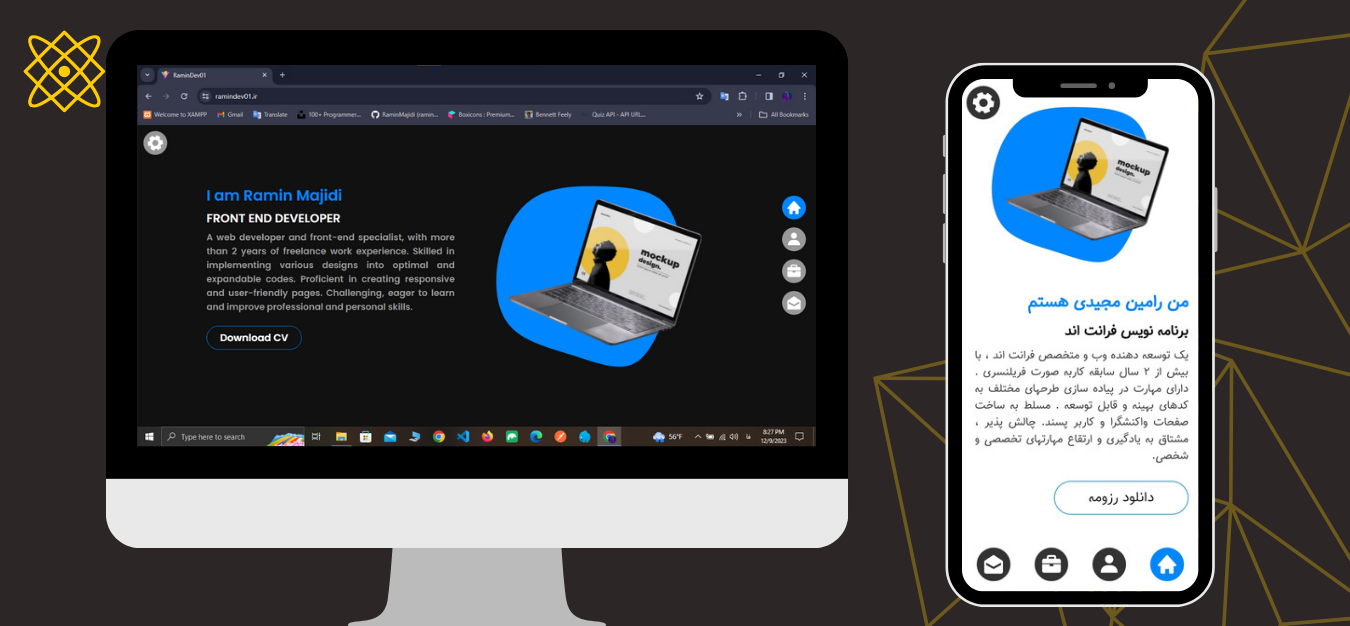 RaminDev01
ramindev01.ir
Welcome to XAMPP
Gmail
Translate
100+ Programmer...
RaminMajidi (ramin...
Boxicons : Premium...
Bennett Feely
Quiz API - API URL...
All Bookmarks
I am Ramin Majidi
FRONT END DEVELOPER
A web developer and front-end specialist, with more
than 2 years of freelance work experience. Skilled in
implementing various designs into optimal and
expandable codes. Proficient in creating responsive
and user-friendly pages. Challenging, eager to learn
and improve professional and personal skills.
Download CV
mockup
design.
Type here to search
56°F
8:27 PM
12/9/2023
mockup
design.
من رامین مجیدی هستم
برنامه نویس فرانت اند
یک توسعه دهنده وب و متخصص فرانت اند ، با
بیش از ۲ سال سابقه کاربه صورت فریلنسری .
دارای مهارت در پیاده سازی طرحهای مختلف به
کدهای بهینه و قابل توسعه . مسلط به ساخت
صفحات واکنشگرا و کاربر پسند. چالش پذیر ،
مشتاق به یادگیری و ارتقاع مهارتهای تخصصی و
شخصی.
دانلود رزومه